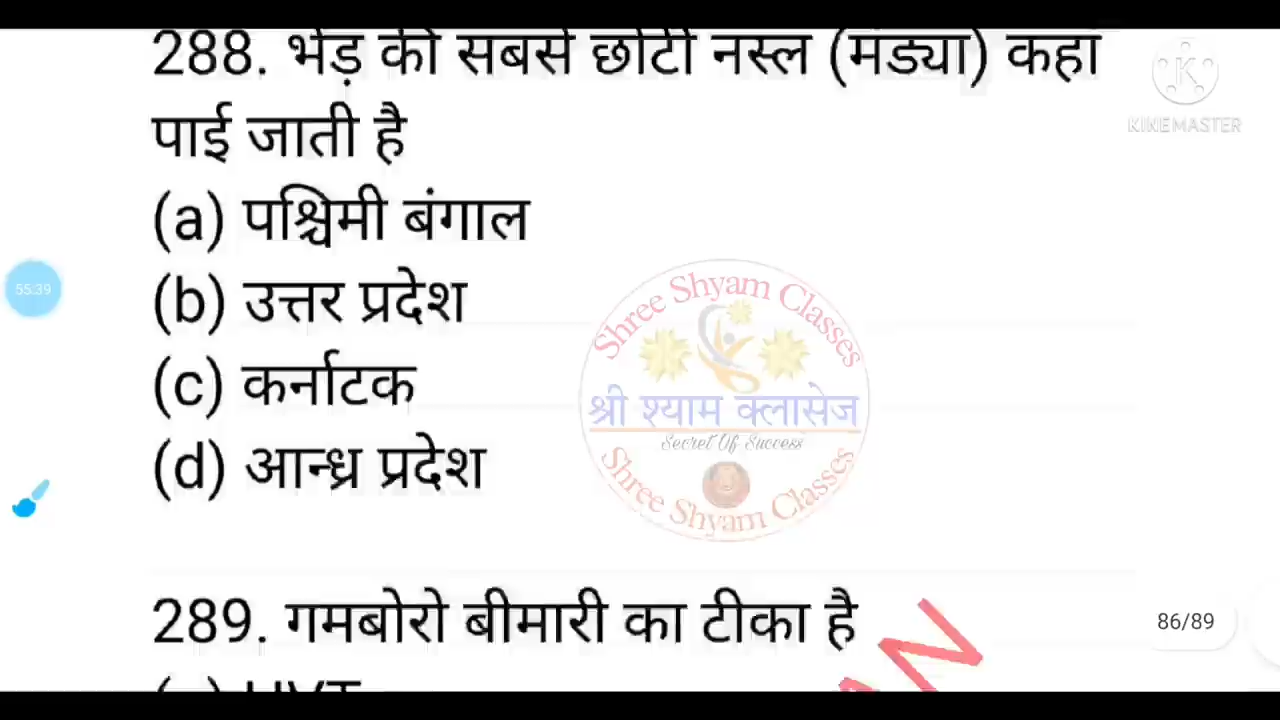 288. भेड़ की सबसे छोटी नस्ल (मंड्या) कहां
पाई जाती है
(a) पश्चिमी बंगाल
(b) उत्तर प्रदेश
(c) कर्नाटक
(d) आन्ध्र प्रदेश
289. गमबोरो बीमारी का टीका है
KINEMASTER
55:39
Shree Shyam Classes
श्री श्याम क्लासेज
Secret Of Success
Shree Shyam Classes
86/89